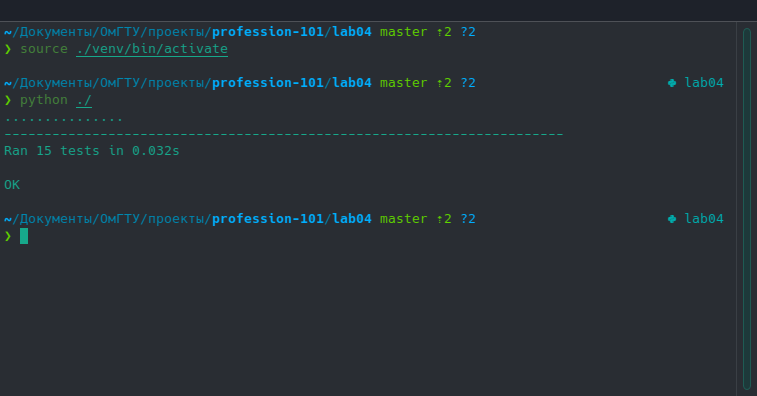 ~/Документы/ОмГТУ/проекты/profession-101/lab04 master ⇡2 ?2
❯ source ./venv/bin/activate
~/Документы/ОмГТУ/проекты/profession-101/lab04 master ⇡2 ?2 lab04
❯ python ./
...............
----------------------------------------------------------------------
Ran 15 tests in 0.032s
OK
~/Документы/ОмГТУ/проекты/profession-101/lab04 master ⇡2 ?2 lab04
❯